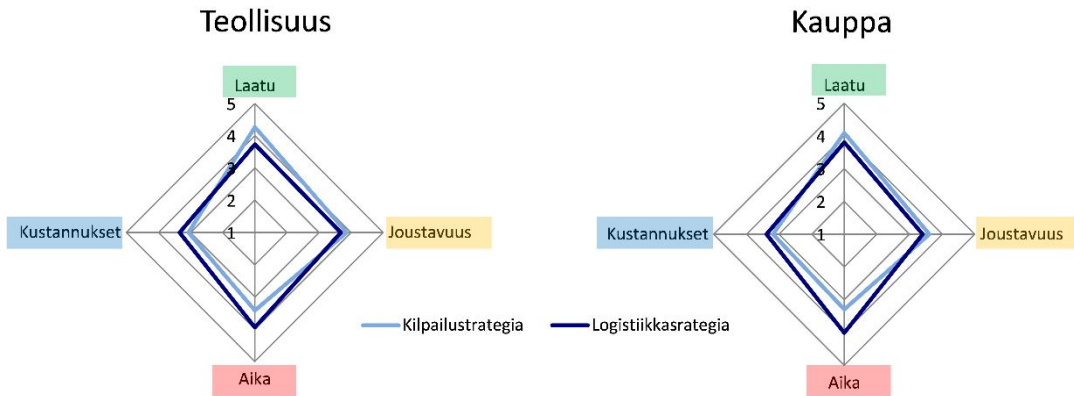 Teollisuus
Laatu
5
4
3
2
1
Kustannukset
Joustavuus
Aika
Kauppa
Laatu
5
4
3
2
1
Kustannukset
Joustavuus
Aika
Kilpailustrategia
Logistiikkasrategia